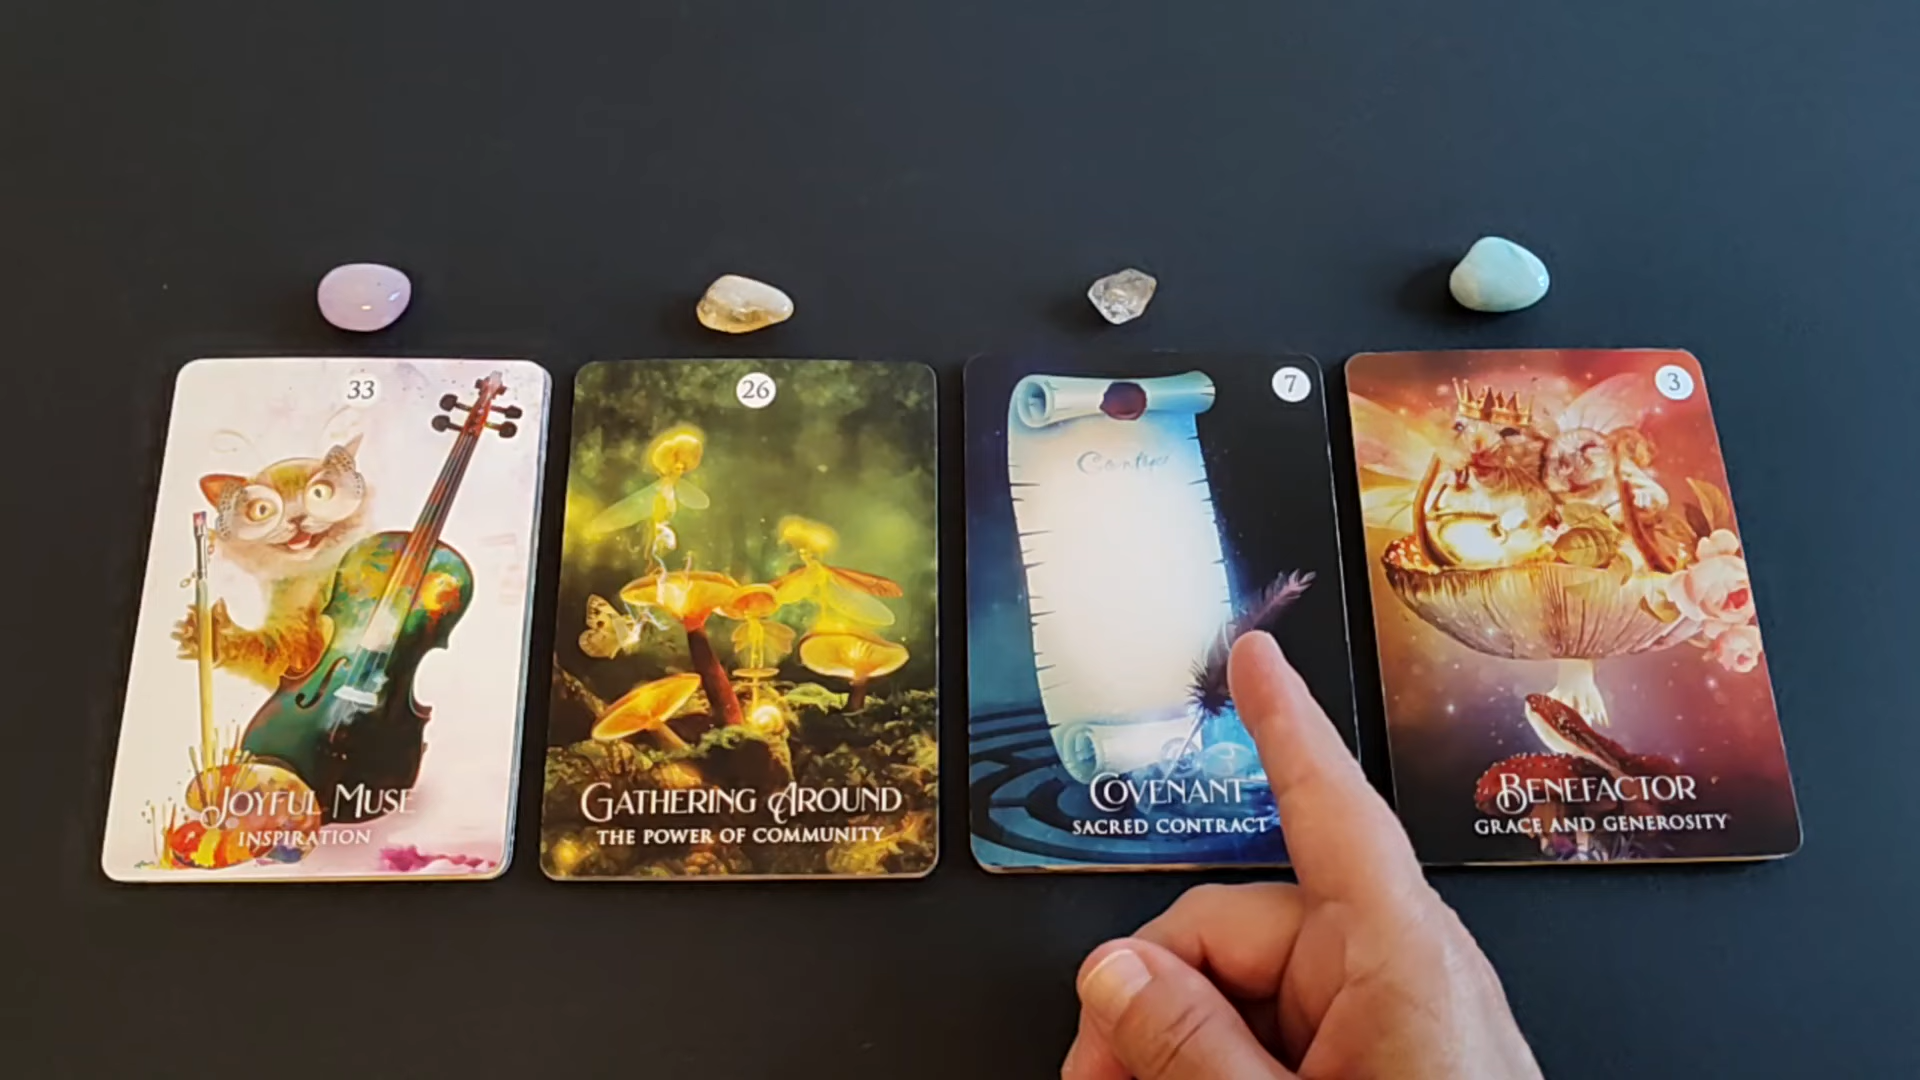 33
JOYFUL MUSE
INSPIRATION
26
GATHERING AROUND
THE POWER OF COMMUNITY
7
COVENANT
SACRED CONTRACT
3
BENEFACTOR
GRACE AND GENEROSITY